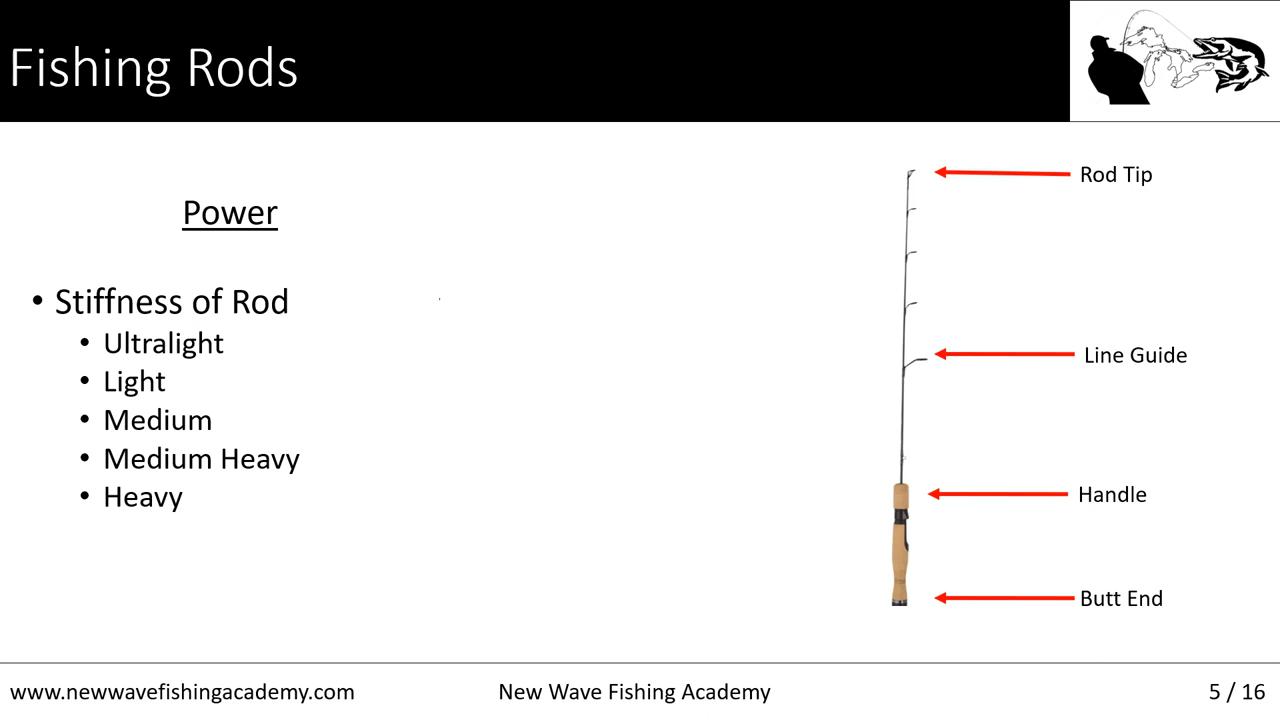 Fishing Rods
Power
• Stiffness of Rod
• Ultralight
• Light
• Medium
• Medium Heavy
• Heavy
Rod Tip
Line Guide
Handle
Butt End
www.newwavefishingacademy.com
New Wave Fishing Academy
5 / 16